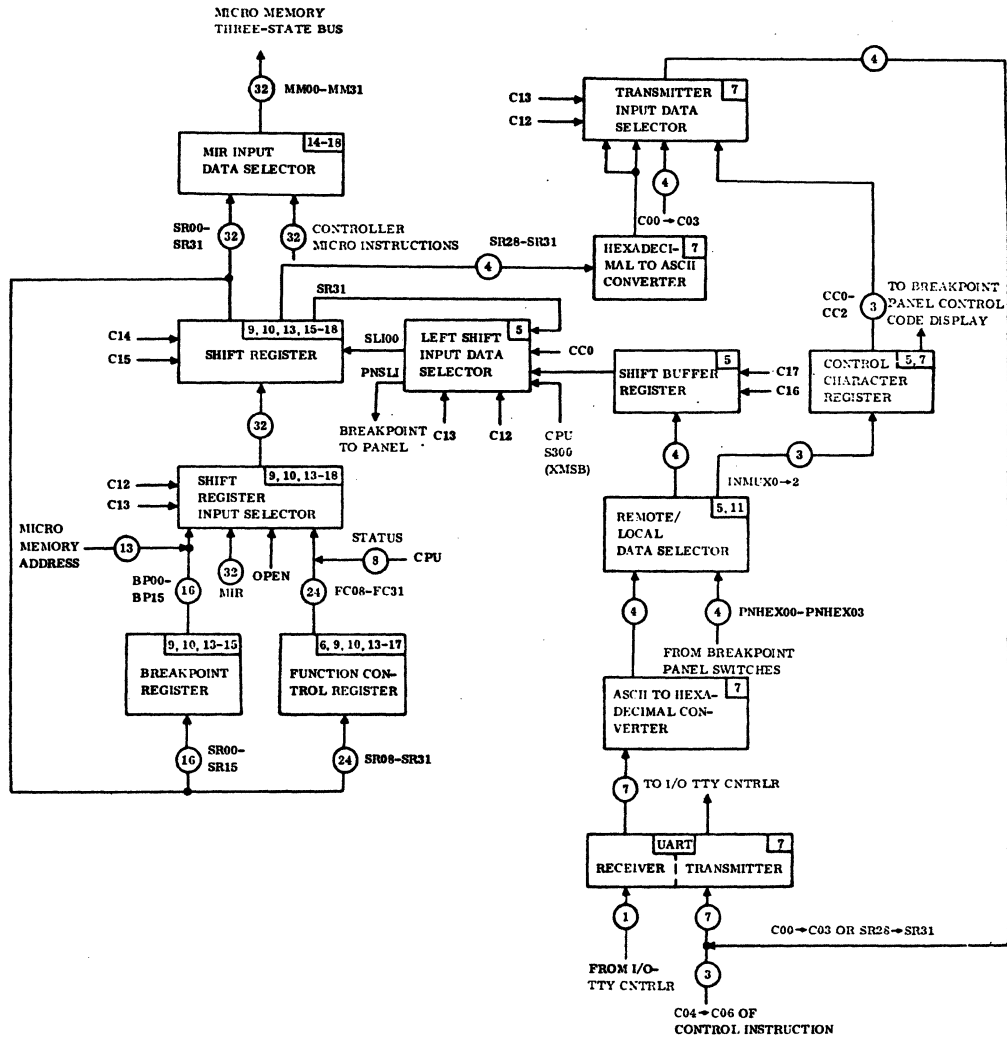 MICRO MEMORY
THREE-STATE BUS
32
MM00-MM31
14-18
MIR INPUT
DATA SELECTOR
SR00-
SR31
32
32
CONTROLLER
MICRO INSTRUCTIONS
4
C13
C12
7
TRANSMITTER
INPUT DATA
SELECTOR
4
C00→C03
SR28-SR31
4
7
HEXADECI-
MAL TO ASCII
CONVERTER
SR31
CC0-
CC2
3
TO BREAKPOINT
PANEL CONTROL
CODE DISPLAY
C14
C15
9, 10, 13, 15-18
SHIFT REGISTER
SLI00
PNSLI
5
LEFT SHIFT
INPUT DATA
SELECTOR
CC0
5
SHIFT BUFFER
REGISTER
C17
C16
5, 7
CONTROL
CHARACTER
REGISTER
BREAKPOINT
TO PANEL
C13
C12
CPU
S300
(XMSB)
32
4
3
INMUX0→2
C12
C13
9, 10, 13-18
SHIFT
REGISTER
INPUT SELECTOR
5, 11
REMOTE/
LOCAL
DATA SELECTOR
MICRO
MEMORY
ADDRESS
13
STATUS
8
CPU
BP00-
BP15
16
32
MIR
OPEN
24
FC08-FC31
4
4
PNHEX00-PNHEX03
FROM BREAKPOINT
PANEL SWITCHES
9, 10, 13-15
BREAKPOINT
REGISTER
6, 9, 10, 13-17
FUNCTION CON-
TROL REGISTER
7
ASCII TO HEXA-
DECIMAL CON-
VERTER
16
SR00-
SR15
24
SR08-SR31
7
TO I/O TTY CNTRLR
UART
7
RECEIVER
TRANSMITTER
1
7
C00→C03 OR SR28→SR31
FROM I/O-
TTY CNTRLR
3
C04→C06 OF
CONTROL INSTRUCTION